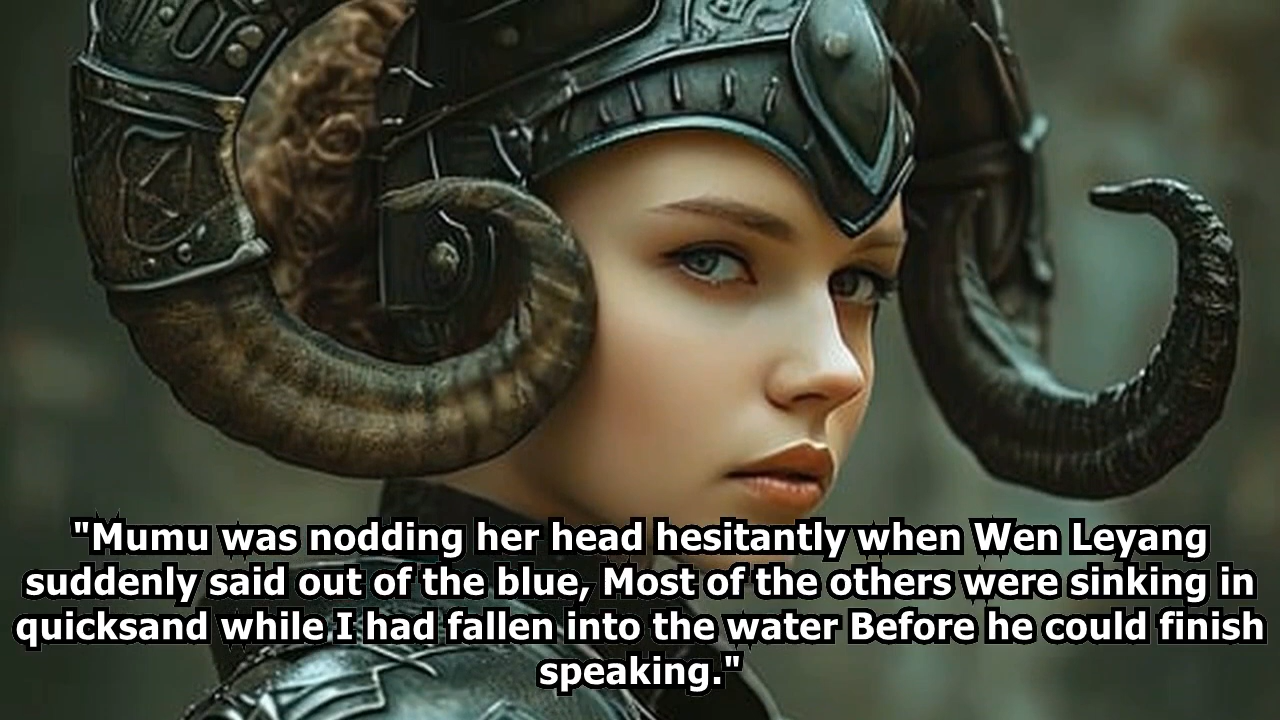 "Mumu was nodding her head hesitantly when Wen Leyang
suddenly said out of the blue, Most of the others were sinking in
quicksand while I had fallen into the water Before he could finish
speaking."